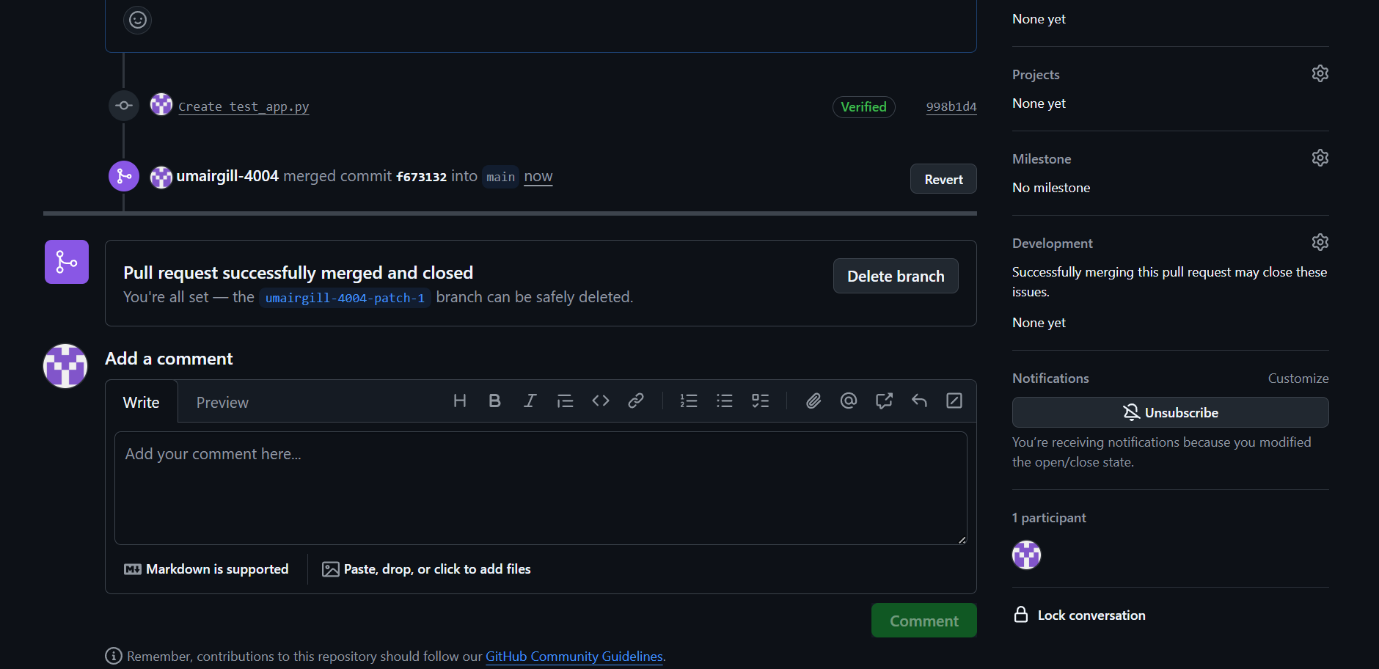 None yet
Projects
None yet
Create test_app.py Verified 998b1d4
Milestone
umairgill-4004 merged commit f673132 into main now Revert
No milestone
Development
Pull request successfully merged and closed
You're all set — the umairgill-4004-patch-1 branch can be safely deleted.
Delete branch
Successfully merging this pull request may close these
issues.
None yet
Add a comment
Notifications Customize
Write Preview
Unsubscribe
You're receiving notifications because you modified
the open/close state.
Add your comment here...
1 participant
Markdown is supported Paste, drop, or click to add files
Lock conversation
Comment
Remember, contributions to this repository should follow our GitHub Community Guidelines.